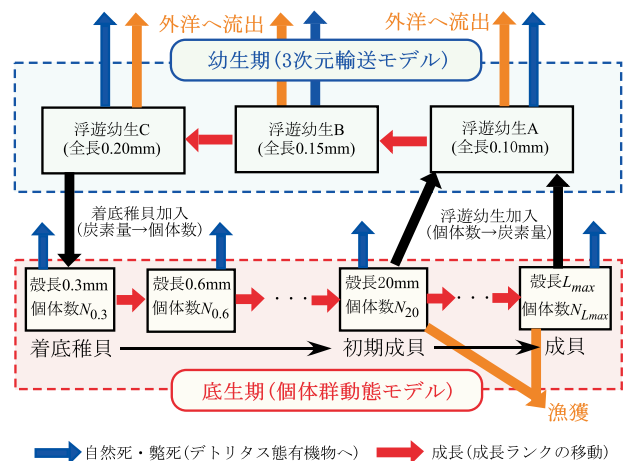 外洋へ流出
外洋へ流出
幼生期(3次元輸送モデル)
浮遊幼生C
(全長0.20mm)
浮遊幼生B
(全長0.15mm)
浮遊幼生A
(全長0.10mm)
着底稚貝加入
(炭素量→個体数)
浮遊幼生加入
(個体数→炭素量)
殻長0.3mm
個体数N0.3
殻長0.6mm
個体数N0.6
・・・
殻長20mm
個体数N20
・・・
殻長Lmax
個体数NLmax
着底稚貝
初期成貝
成貝
底生期(個体群動態モデル)
漁獲
自然死・斃死(デトリタス態有機物へ)
成長(成長ランクの移動)